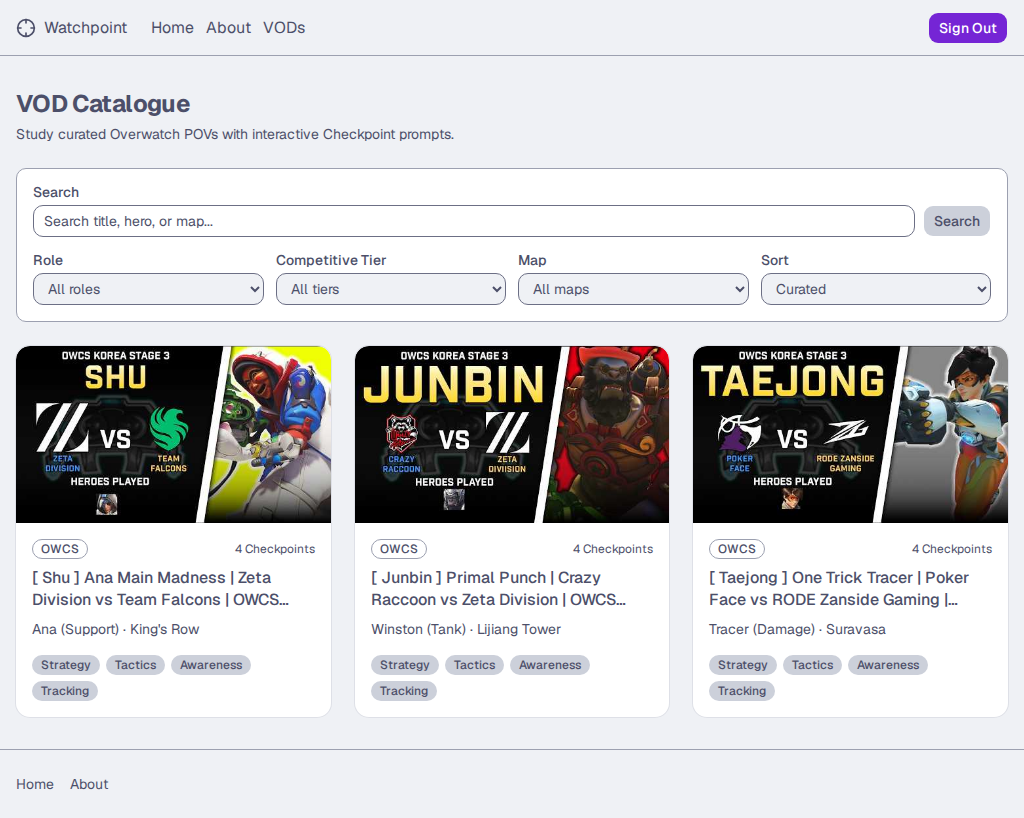 Watchpoint Home About VODs Sign Out
VOD Catalogue
Study curated Overwatch POVs with interactive Checkpoint prompts.
Search
Search title, hero, or map... Search
Role Competitive Tier Map Sort
All roles All tiers All maps Curated
OWCS KOREA STAGE 3
SHU
VS
ZETA
DIVISION
TEAM
FALCONS
HEROES PLAYED
OWCS 4 Checkpoints
[ Shu ] Ana Main Madness | Zeta
Division vs Team Falcons | OWCS...
Ana (Support) · King's Row
Strategy Tactics Awareness
Tracking
OWCS KOREA STAGE 3
JUNBIN
VS
CRAZY
RACCOON
ZETA
DIVIISION
HEROES PLAYED
OWCS 4 Checkpoints
[ Junbin ] Primal Punch | Crazy
Raccoon vs Zeta Division | OWCS...
Winston (Tank) · Lijiang Tower
Strategy Tactics Awareness
Tracking
OWCS KOREA STAGE 3
TAEJONG
VS
POKER
FACE
RODE ZANSIDE
GAMING
HEROES PLAYED
OWCS 4 Checkpoints
[ Taejong ] One Trick Tracer | Poker
Face vs RODE Zanside Gaming |...
Tracer (Damage) · Suravasa
Strategy Tactics Awareness
Tracking
Home About